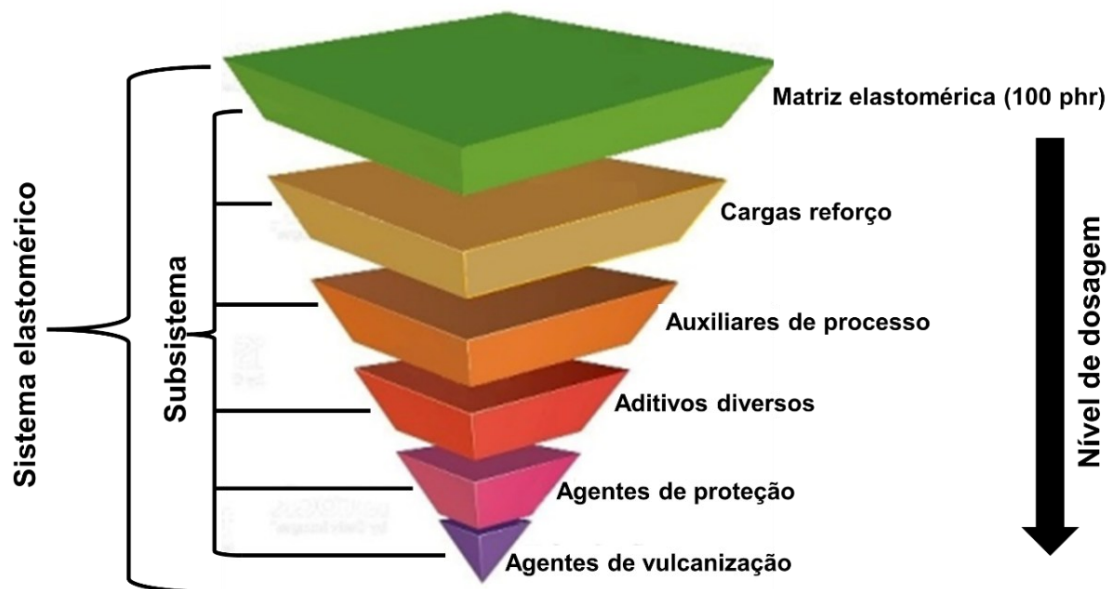 Matriz elastomérica (100 phr)
Cargas reforço
Auxiliares de processo
Aditivos diversos
Agentes de proteção
Agentes de vulcanização
Sistema elastomérico
Subsistema
Nível de dosagem